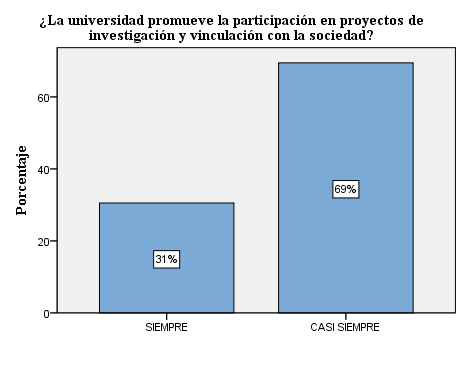 ¿La universidad promueve la participación en proyectos de
investigación y vinculación con la sociedad?
Porcentaje
60
40
20
0
69%
31%
SIEMPRE
CASI SIEMPRE